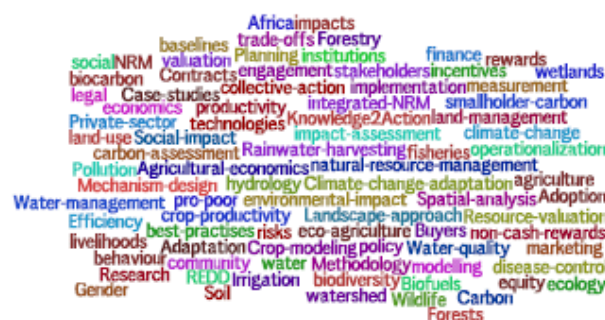 Africa impacts
trade-offs Forestry
baselines Planning institutions finance rewards
social NRM valuation engagement stakeholders incentives wetlands
biocarbon Contracts collective-action implementation measurement
legal Case-studies productivity integrated-NRM smallholder-carbon
economics technologies Knowledge2Action land-management
Private-sector impact-assessment climate-change
land-use Social-impact Rainwater-harvesting fisheries operationalization
carbon-assessment natural-resource-management
Pollution Agricultural-economics agriculture
Mechanism-design hydrology Climate-change-adaptation Adoption
Water-management pro-poor environmental-impact Spatial-analysis
Efficiency crop-productivity Landscape-approach Resource-valuation
best-practises risks eco-agriculture Buyers non-cash-rewards
livelihoods Adaptation Crop-modeling policy Water-quality marketing
behaviour community water Methodology modelling disease-contro
Research REDD Irrigation biodiversity Biofuels equity ecology
Gender Soil watershed Wildlife Carbon
Forests